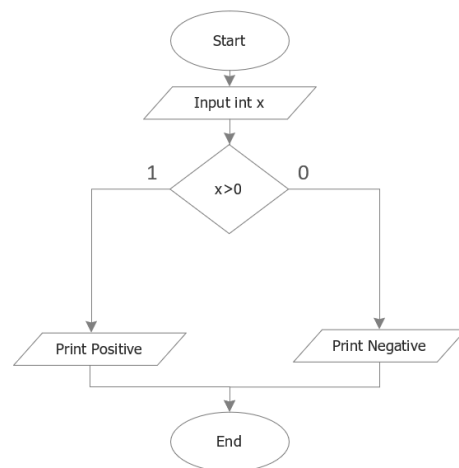 Start
Input int x
1
0
x>0
Print Positive
Print Negative
End